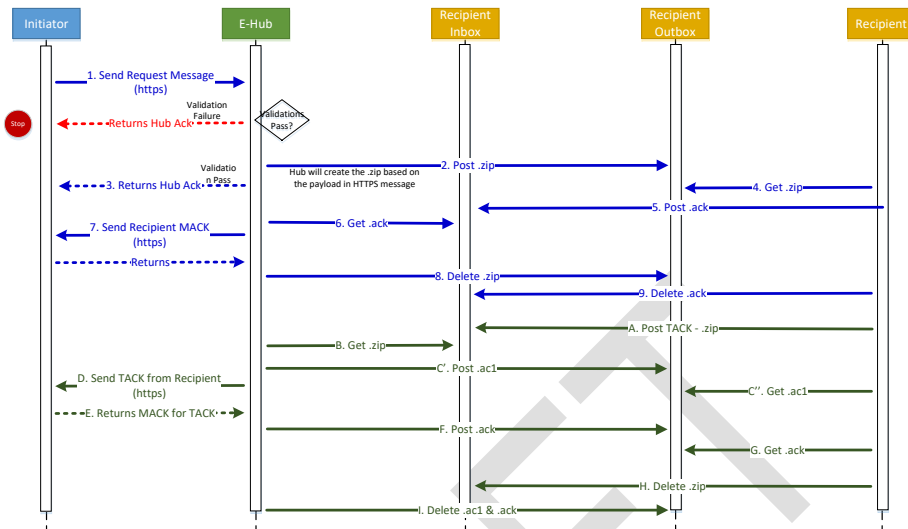 Initiator
E-Hub
Recipient
Inbox
Recipient
Outbox
Recipient
1. Send Request Message
(https)
Validation
Failure
Validations
Pass?
Stop
Returns Hub Ack
2. Post .zip
Validatio
n Pass
Hub will create the .zip based on
the payload in HTTPS message
3. Returns Hub Ack
4. Get .zip
5. Post .ack
6. Get .ack
7. Send Recipient MACK
(https)
Returns
8. Delete .zip
9. Delete .ack
A. Post TACK - .zip
B. Get .zip
C'. Post .ac1
D. Send TACK from Recipient
(https)
C''. Get .ac1
E. Returns MACK for TACK
F. Post .ack
G. Get .ack
H. Delete .zip
I. Delete .ac1 & .ack